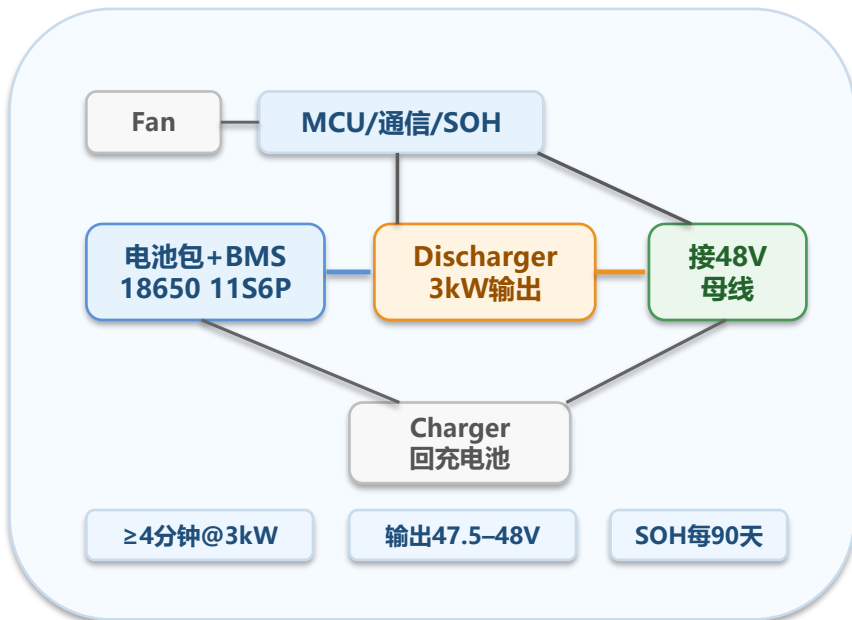 Fan
MCU/通信/SOH
电池包+BMS
18650 11S6P
Discharger
3kW输出
接48V
母线
Charger
回充电池
≥4分钟@3kW
输出47.5–48V
SOH每90天